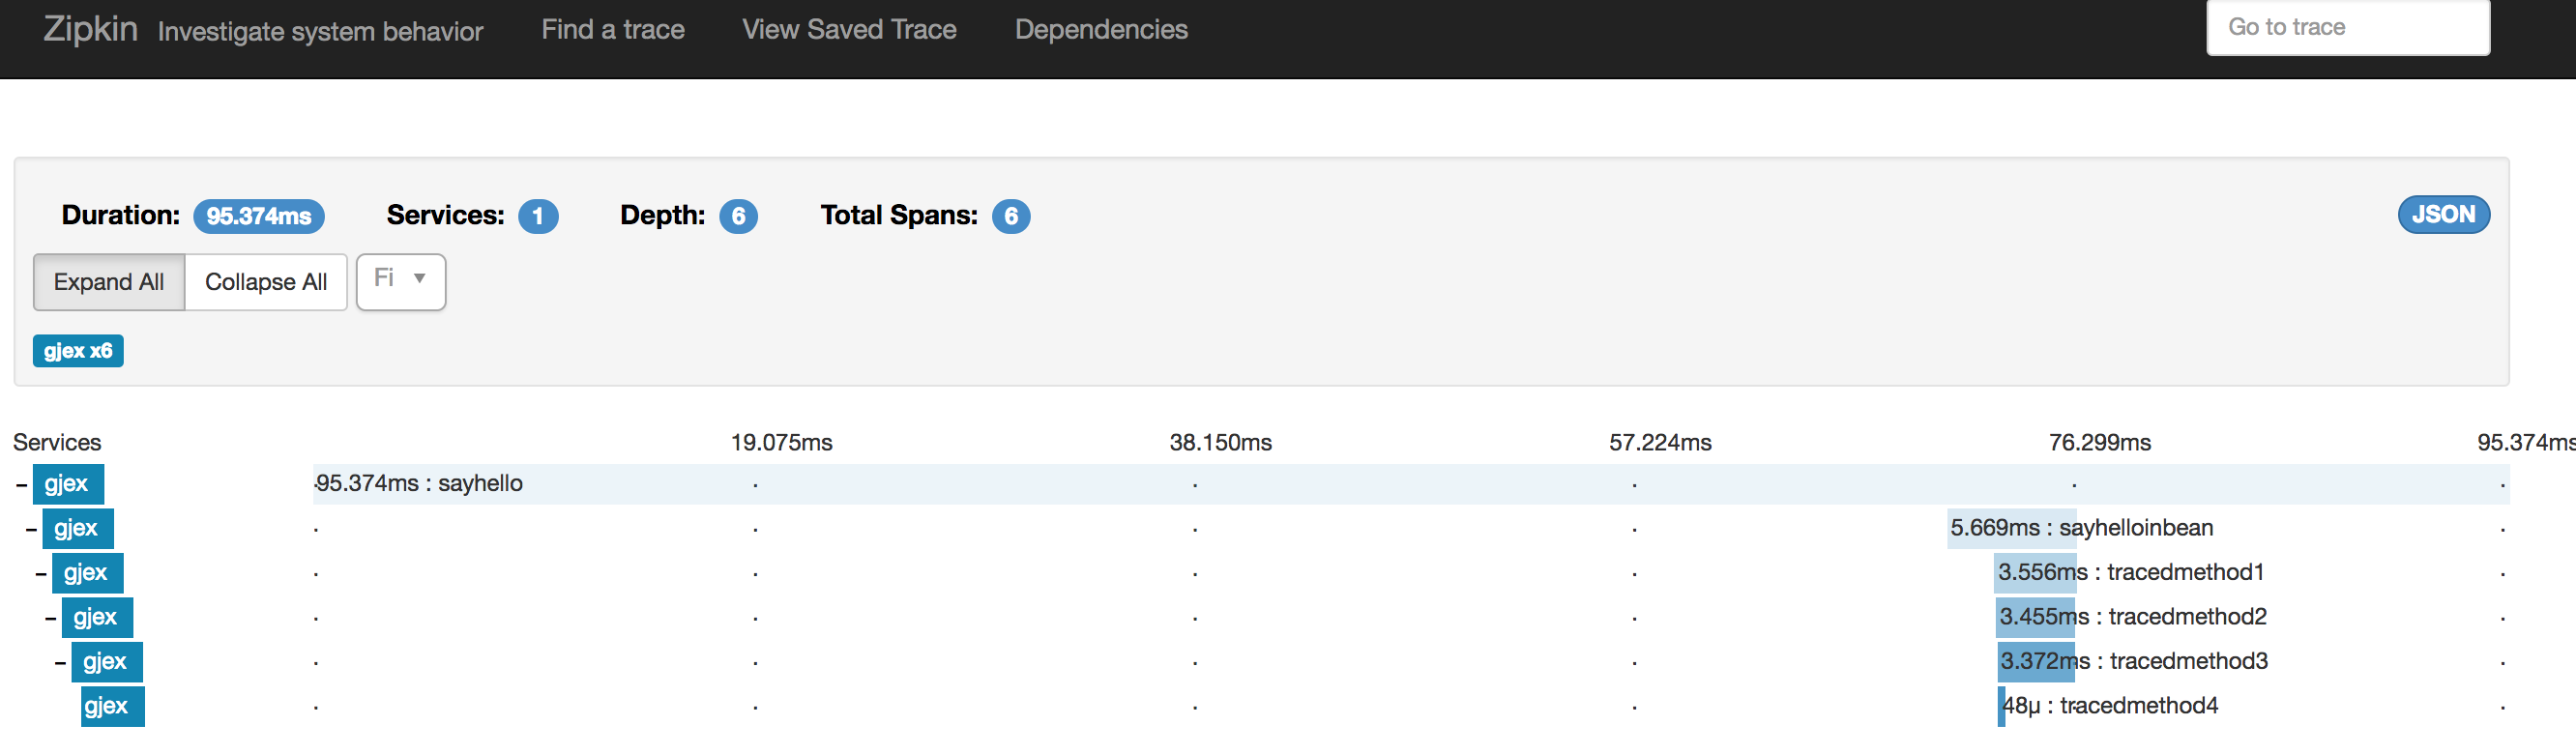 Zipkin Investigate system behavior Find a trace View Saved Trace Dependencies Go to trace
Duration: 95.374ms Services: 1 Depth: 6 Total Spans: 6 JSON
Expand All Collapse All Fi
gjex x6
Services 19.075ms 38.150ms 57.224ms 76.299ms 95.374ms
gjex 95.374ms : sayhello
gjex 5.669ms : sayhelloinbean
gjex 3.556ms : tracedmethod1
gjex 3.455ms : tracedmethod2
gjex 3.372ms : tracedmethod3
gjex 48μ : tracedmethod4